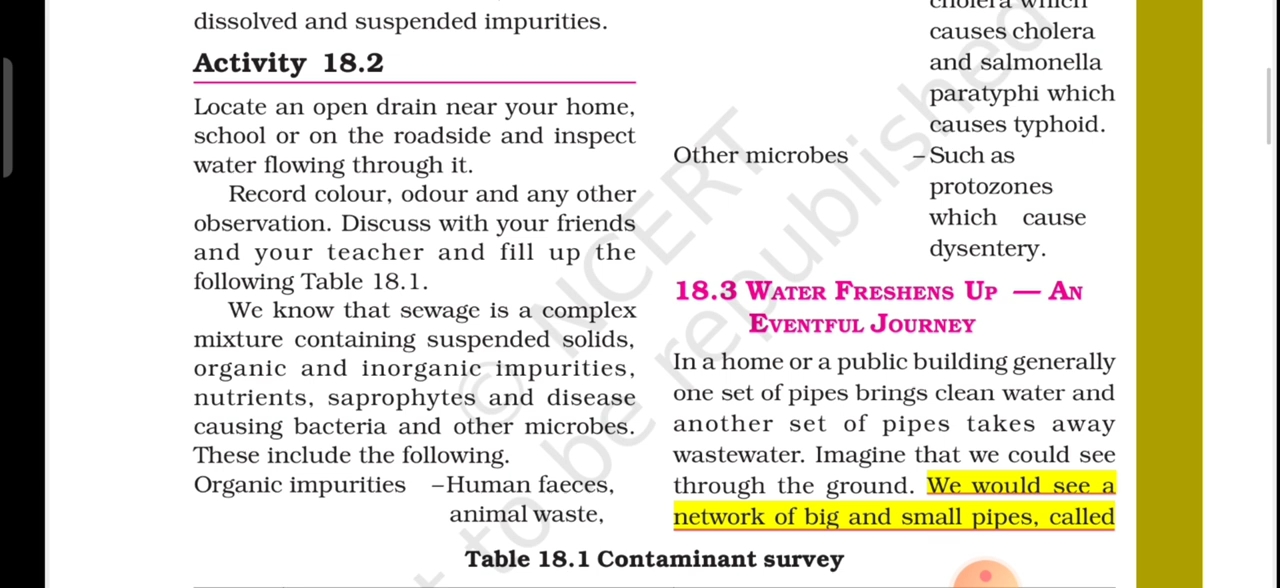 dissolved and suspended impurities.
Activity 18.2
Locate an open drain near your home,
school or on the roadside and inspect
water flowing through it.
Record colour, odour and any other
observation. Discuss with your friends
and your teacher and fill up the
following Table 18.1.
We know that sewage is a complex
mixture containing suspended solids,
organic and inorganic impurities,
nutrients, saprophytes and disease
causing bacteria and other microbes.
These include the following.
Organic impurities –Human faeces,
animal waste,
cholera which
causes cholera
and salmonella
paratyphi which
causes typhoid.
Other microbes –Such as
protozones
which cause
dysentery.
18.3 WATER FRESHENS UP — AN
EVENTFUL JOURNEY
In a home or a public building generally
one set of pipes brings clean water and
another set of pipes takes away
wastewater. Imagine that we could see
through the ground. We would see a
network of big and small pipes, called
Table 18.1 Contaminant survey
© NCERT
t to be republished